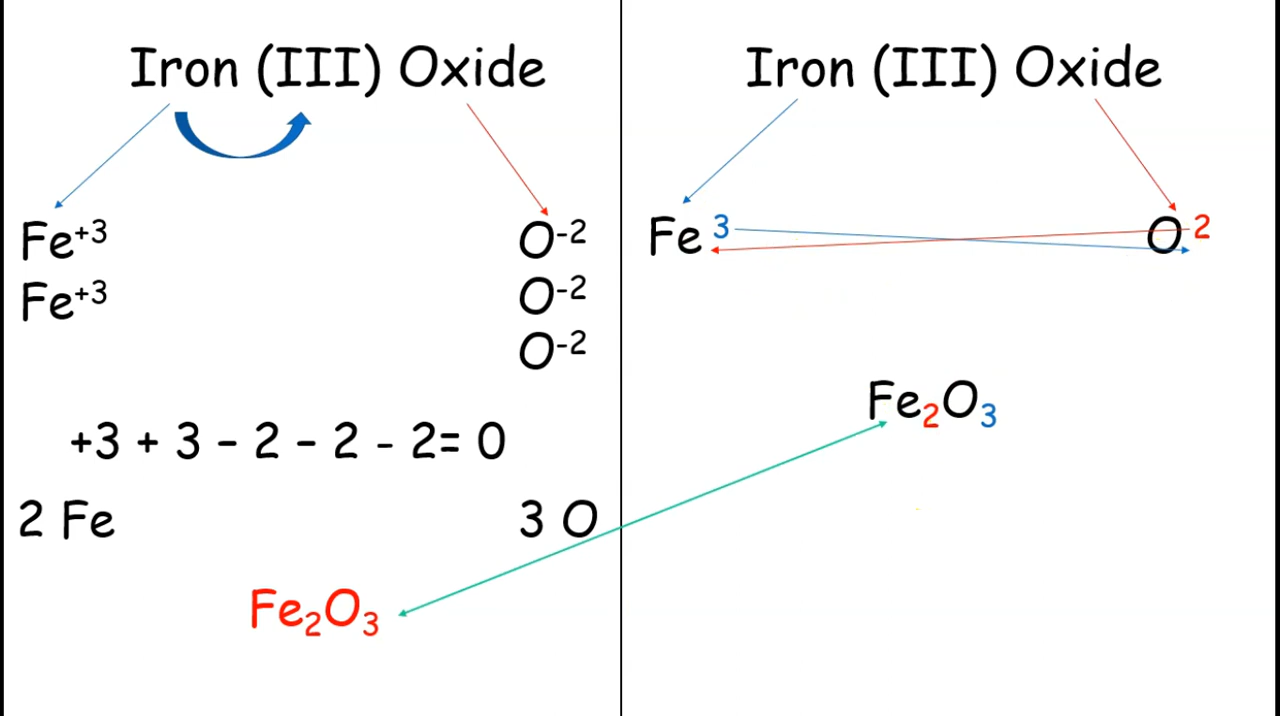 Iron (III) Oxide
Fe⁺³ O⁻²
Fe⁺³ O⁻²
O⁻²
+3 + 3 – 2 – 2 - 2= 0
2 Fe 3 O
Fe₂O₃
Iron (III) Oxide
Fe ³ O ²
Fe₂O₃